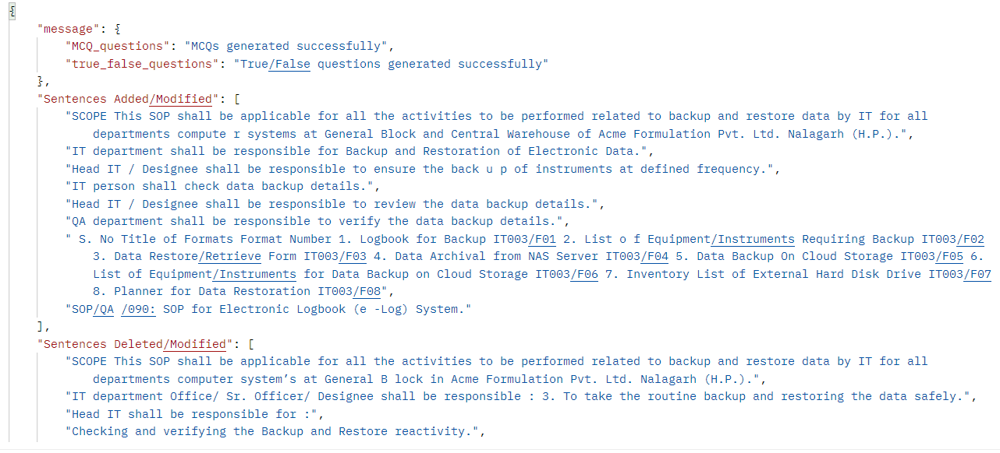 {
"message": {
"MCQ_questions": "MCQs generated successfully",
"true_false_questions": "True/False questions generated successfully"
},
"Sentences Added/Modified": [
"SCOPE This SOP shall be applicable for all the activities to be performed related to backup and restore data by IT for all
departments compute r systems at General Block and Central Warehouse of Acme Formulation Pvt. Ltd. Nalagarh (H.P.).",
"IT department shall be responsible for Backup and Restoration of Electronic Data.",
"Head IT / Designee shall be responsible to ensure the back u p of instruments at defined frequency.",
"IT person shall check data backup details.",
"Head IT / Designee shall be responsible to review the data backup details.",
"QA department shall be responsible to verify the data backup details.",
" S. No Title of Formats Format Number 1. Logbook for Backup IT003/F01 2. List o f Equipment/Instruments Requiring Backup IT003/F02
3. Data Restore/Retrieve Form IT003/F03 4. Data Archival from NAS Server IT003/F04 5. Data Backup On Cloud Storage IT003/F05 6.
List of Equipment/Instruments for Data Backup on Cloud Storage IT003/F06 7. Inventory List of External Hard Disk Drive IT003/F07
8. Planner for Data Restoration IT003/F08",
"SOP/QA /090: SOP for Electronic Logbook (e -Log) System."
],
"Sentences Deleted/Modified": [
"SCOPE This SOP shall be applicable for all the activities to be performed related to backup and restore data by IT for all
departments computer system’s at General B lock in Acme Formulation Pvt. Ltd. Nalagarh (H.P.).",
"IT department Office/ Sr. Officer/ Designee shall be responsible : 3. To take the routine backup and restoring the data safely.",
"Head IT shall be responsible for :",
"Checking and verifying the Backup and Restore reactivity.",